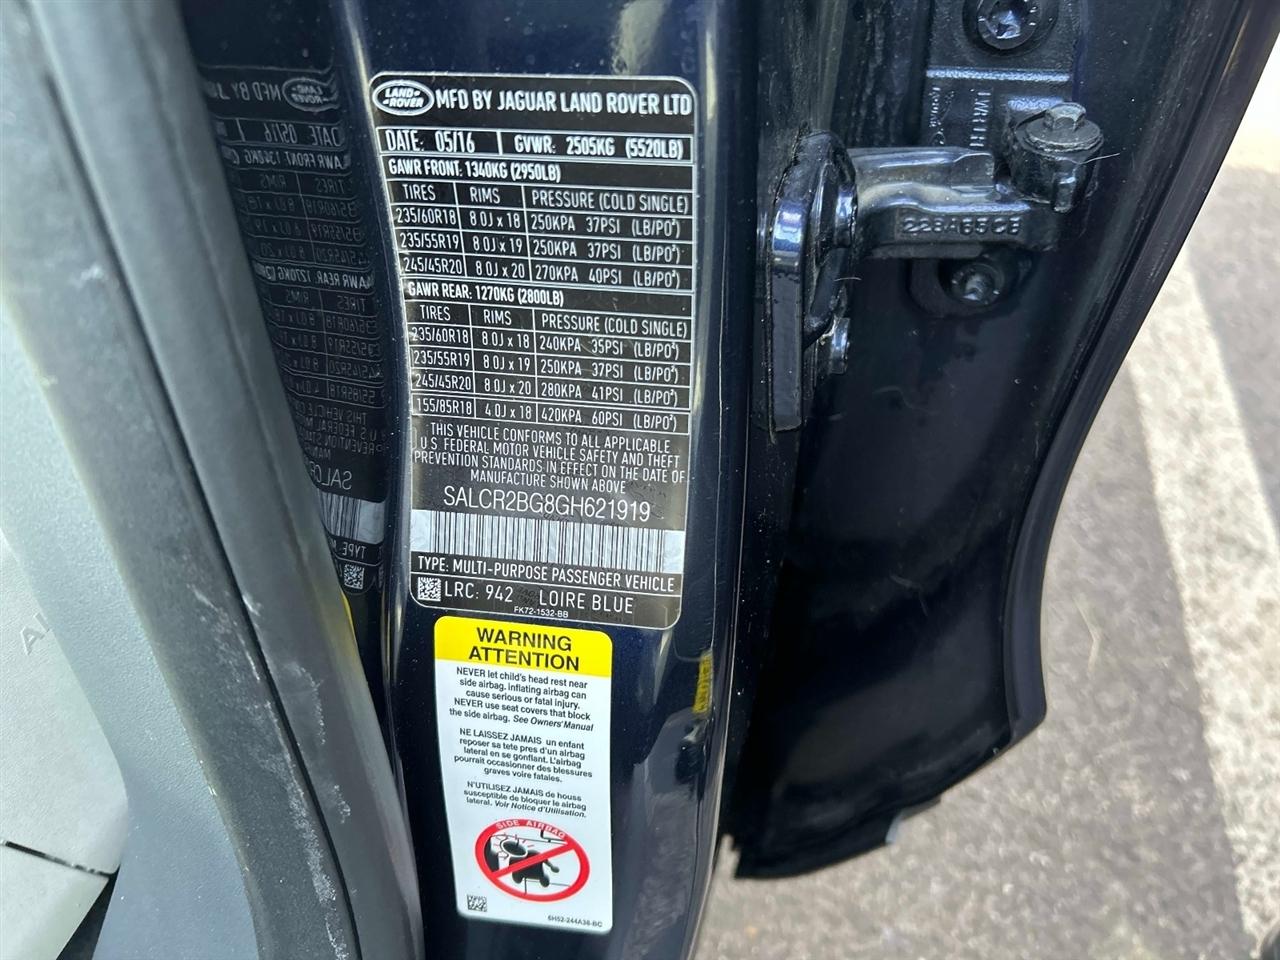 LAND ROVER MFD BY JAGUAR LAND ROVER LTD
DATE: 05/16 GVWR: 2505KG (5520LB)
GAWR FRONT: 1340KG (2950LB)
TIRES RIMS PRESSURE (COLD SINGLE)
235/60R18 8.0J x 18 250KPA 37PSI (LB/PO²)
235/55R19 8.0J x 19 250KPA 37PSI (LB/PO²)
245/45R20 8.0J x 20 270KPA 40PSI (LB/PO²)
GAWR REAR: 1270KG (2800LB)
TIRES RIMS PRESSURE (COLD SINGLE)
235/60R18 8.0J x 18 240KPA 35PSI (LB/PO²)
235/55R19 8.0J x 19 250KPA 37PSI (LB/PO²)
245/45R20 8.0J x 20 280KPA 41PSI (LB/PO²)
155/85R18 4.0J x 18 420KPA 60PSI (LB/PO²)
THIS VEHICLE CONFORMS TO ALL APPLICABLE
U.S. FEDERAL MOTOR VEHICLE SAFETY AND THEFT
PREVENTION STANDARDS IN EFFECT ON THE DATE OF
MANUFACTURE SHOWN ABOVE
SALCR2BG8GH621919
TYPE: MULTI-PURPOSE PASSENGER VEHICLE
LRC: 942 LOIRE BLUE
FK72-1532-BB
WARNING
ATTENTION
NEVER let child's head rest near
side airbag. inflating airbag can
cause serious or fatal injury.
NEVER use seat covers that block
the side airbag. See Owners' Manual
NE LAISSEZ JAMAIS un enfant
reposer sa tete pres d'un airbag
lateral en se gonflant. L'airbag
pourrait occasionner des blessures
graves voire fatales.
N'UTILISEZ JAMAIS de houss
susceptible de bloquer le airbag
lateral. Voir Notice d'Utilisation.
SIDE AIRBAG
6H52-244A38-BC